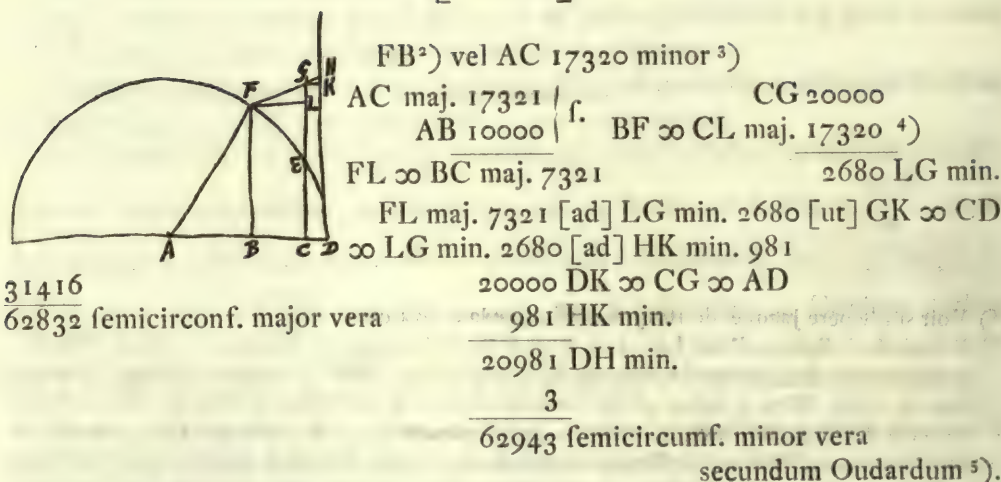 FB²) vel AC 17320 minor ³)
AC maj. 17321
AB 10000
ſ.
FL ∞ BC maj. 7321
CG 20000
BF ∞ CL maj. 17320 ⁴)
2680 LG min.
FL maj. 7321 [ad] LG min. 2680 [ut] GK ∞ CD
∞ LG min. 2680 [ad] HK min. 981
20000 DK ∞ CG ∞ AD
981 HK min.
20981 DH min.
3
62943 ſemicircumf. minor vera
secundum Oudardum ⁵).
31416
62832 ſemicirconf. major vera
F
G
H
K
L
E
A
B
C
D